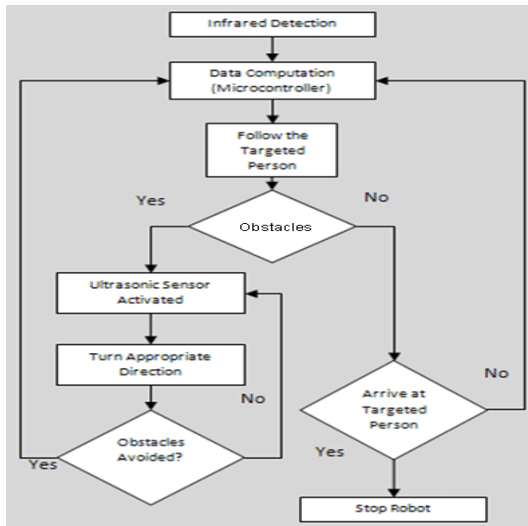 Infrared Detection
Data Computation
(Microcontroller)
Follow the
Targeted
Person
Yes
No
Obstacles
Ultrasonic Sensor
Activated
Turn Appropriate
Direction
No
No
Arrive at
Targeted
Person
Obstacles
Avoided?
Yes
Yes
Stop Robot